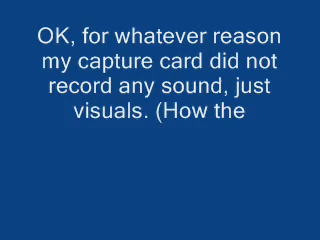 OK, for whatever reason
my capture card did not
record any sound, just
visuals. (How the